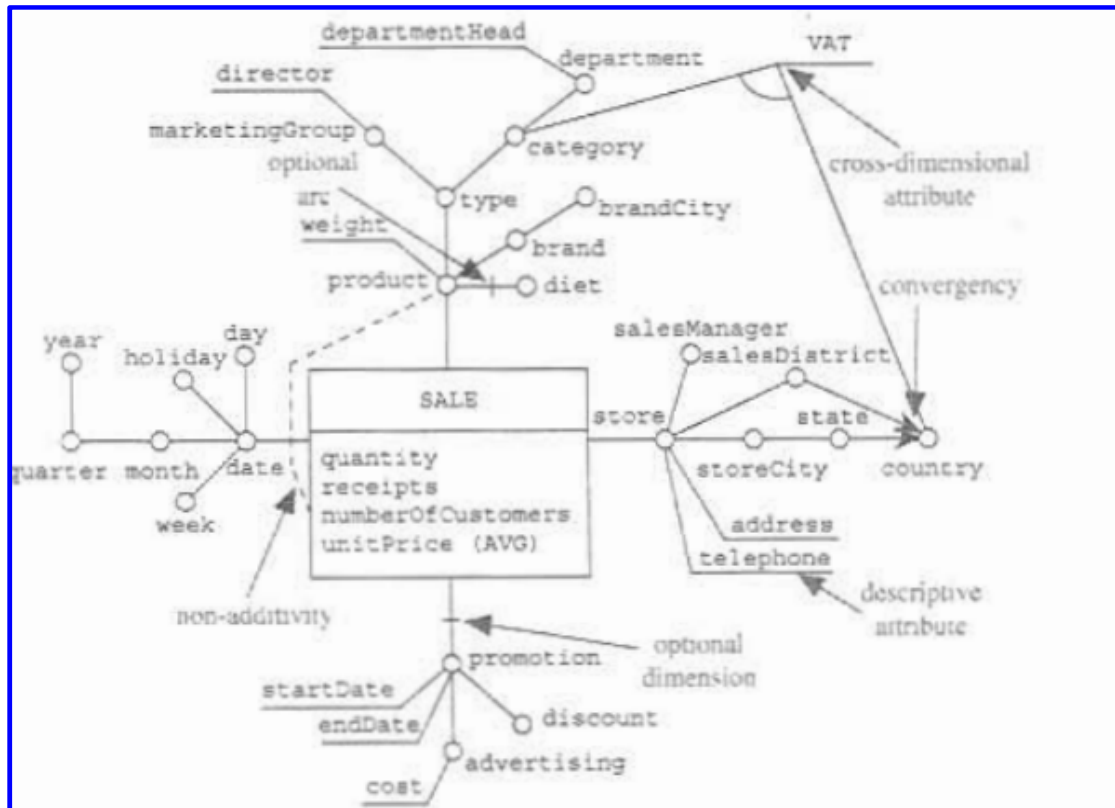 departmentHead
VAT
department
director
marketingGroup
category
optional
arc
cross-dimensional
attribute
type
brandCity
weight
brand
product
diet
convergency
salesManager
year
day
holiday
salesDistrict
SALE
store
state
quarter
month
date
storeCity
country
quantity
receipts
numberOfCustomers
unitPrice (AVG)
week
address
telephone
non-additivity
descriptive
attribute
optional
dimension
promotion
startDate
endDate
discount
advertising
cost